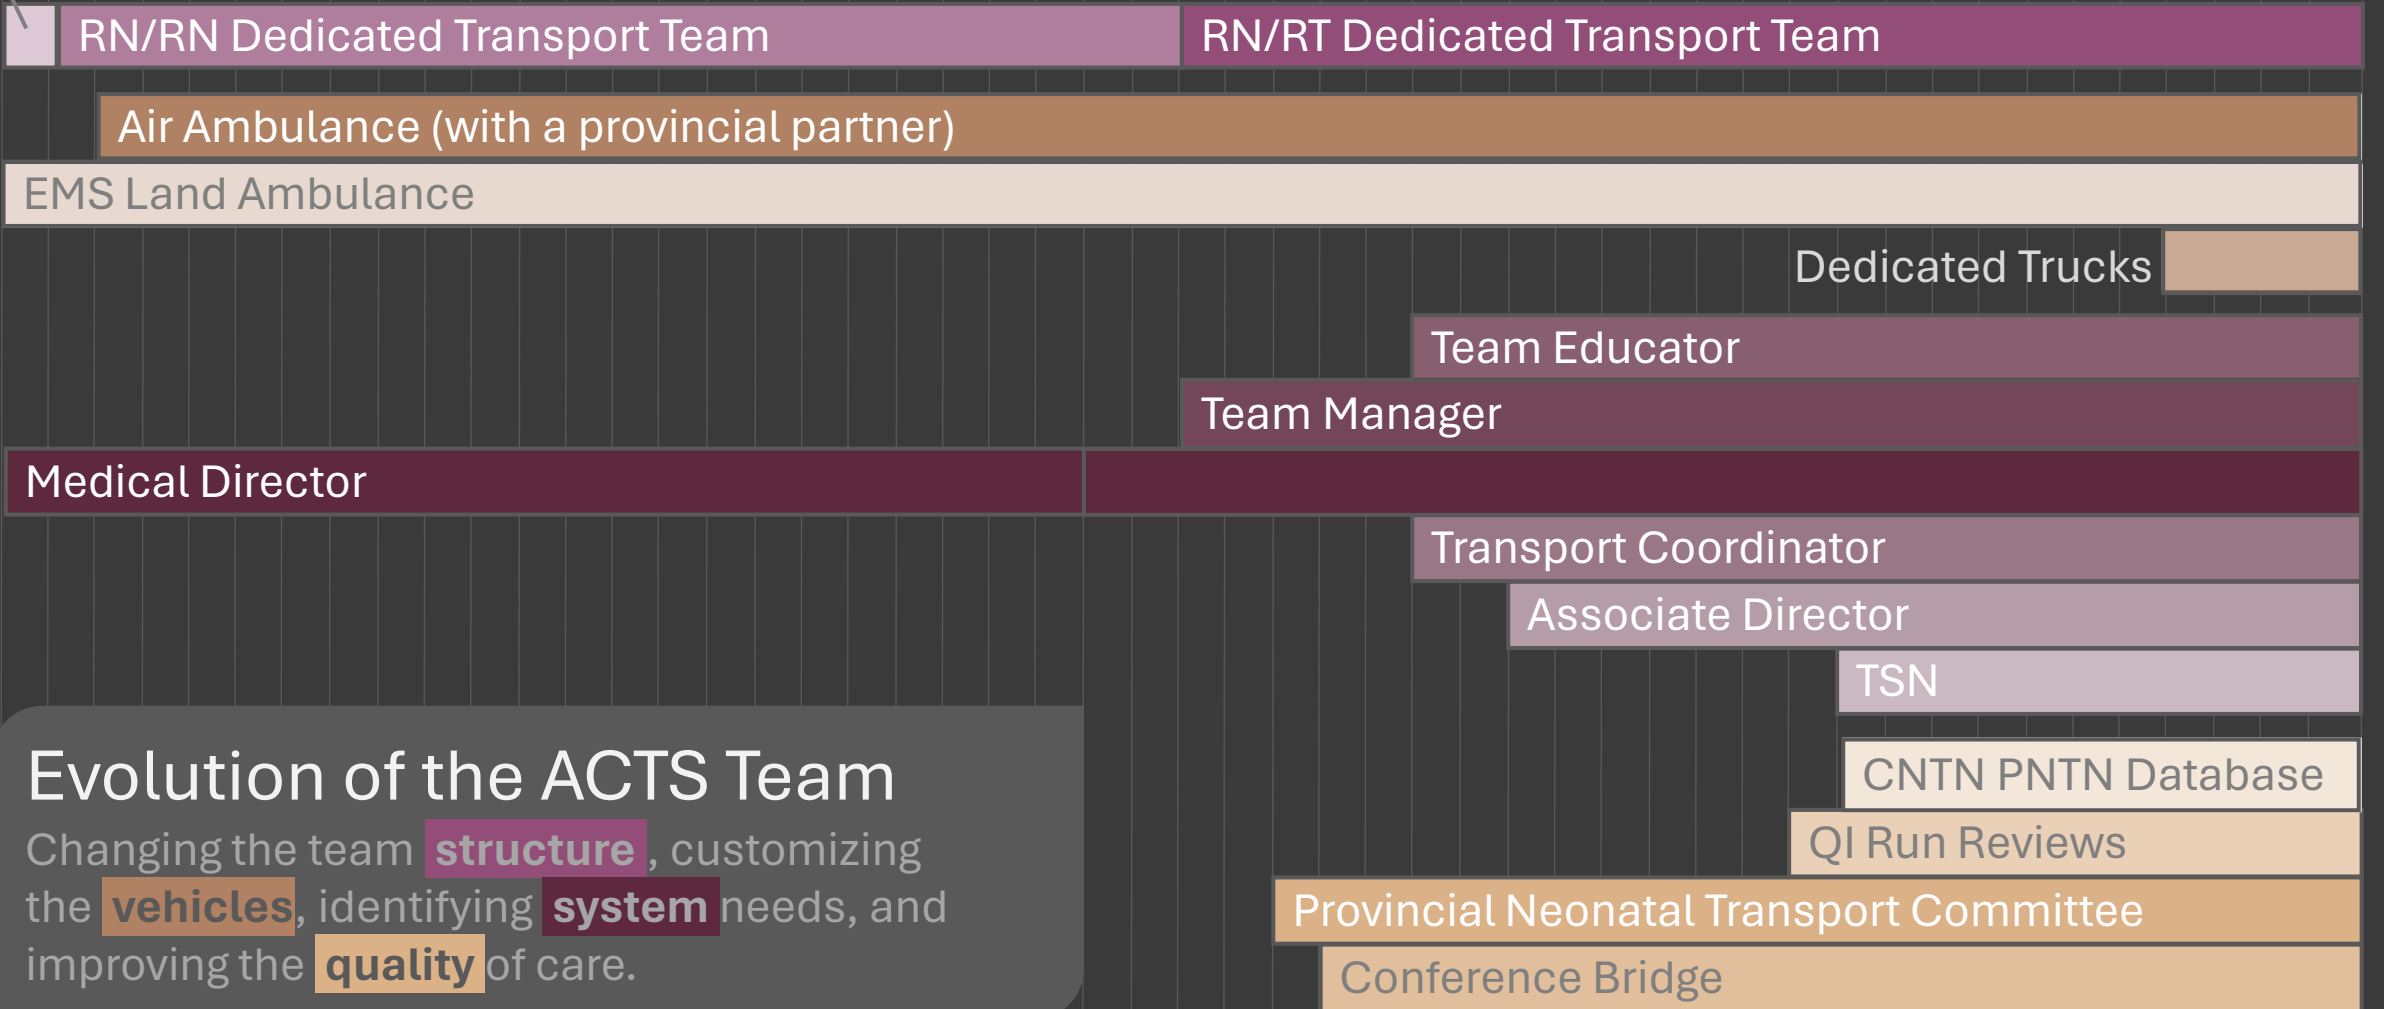 RN/RN Dedicated Transport Team
RN/RT Dedicated Transport Team
Air Ambulance (with a provincial partner)
EMS Land Ambulance
Dedicated Trucks
Team Educator
Team Manager
Medical Director
Transport Coordinator
Associate Director
TSN
CNTN PNTN Database
QI Run Reviews
Provincial Neonatal Transport Committee
Conference Bridge
Evolution of the ACTS Team
Changing the team structure, customizing
the vehicles, identifying system needs, and
improving the quality of care.